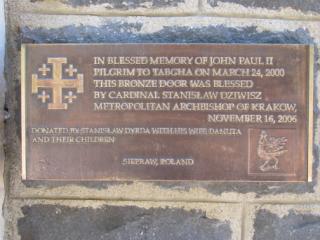 IN BLESSED MEMORY OF JOHN PAUL II
PILGRIM TO TABGHA ON MARCH 24, 2000
THIS BRONZE DOOR WAS BLESSED
BY CARDINAL STANISŁAW DZIWISZ
METROPOLITAN ARCHBISHOP OF KRAKOW,
NOVEMBER 16, 2006
DONATED BY STANISŁAW DYRDA WITH HIS WIFE DANUTA
AND THEIR CHILDREN
SIEPRAW, POLAND